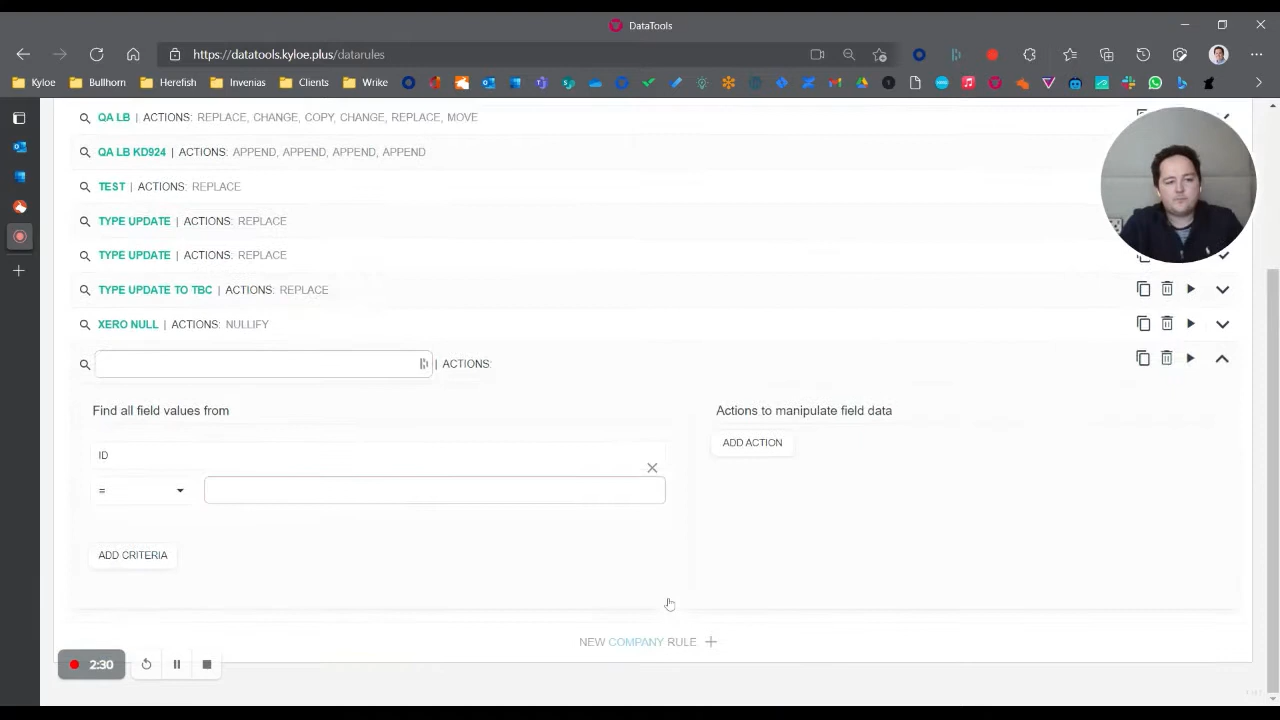 DataTools
https://datatools.kyloe.plus/datarules
Kyloe Bullhorn Herefish Invenias Clients Wrike
QA LB | ACTIONS: REPLACE, CHANGE, COPY, CHANGE, REPLACE, MOVE
QA LB KD924 | ACTIONS: APPEND, APPEND, APPEND, APPEND
TEST | ACTIONS: REPLACE
TYPE UPDATE | ACTIONS: REPLACE
TYPE UPDATE | ACTIONS: REPLACE
TYPE UPDATE TO TBC | ACTIONS: REPLACE
XERO NULL | ACTIONS: NULLIFY
| ACTIONS:
Find all field values from
Actions to manipulate field data
ADD ACTION
ID
=
ADD CRITERIA
NEW COMPANY RULE +
2:30